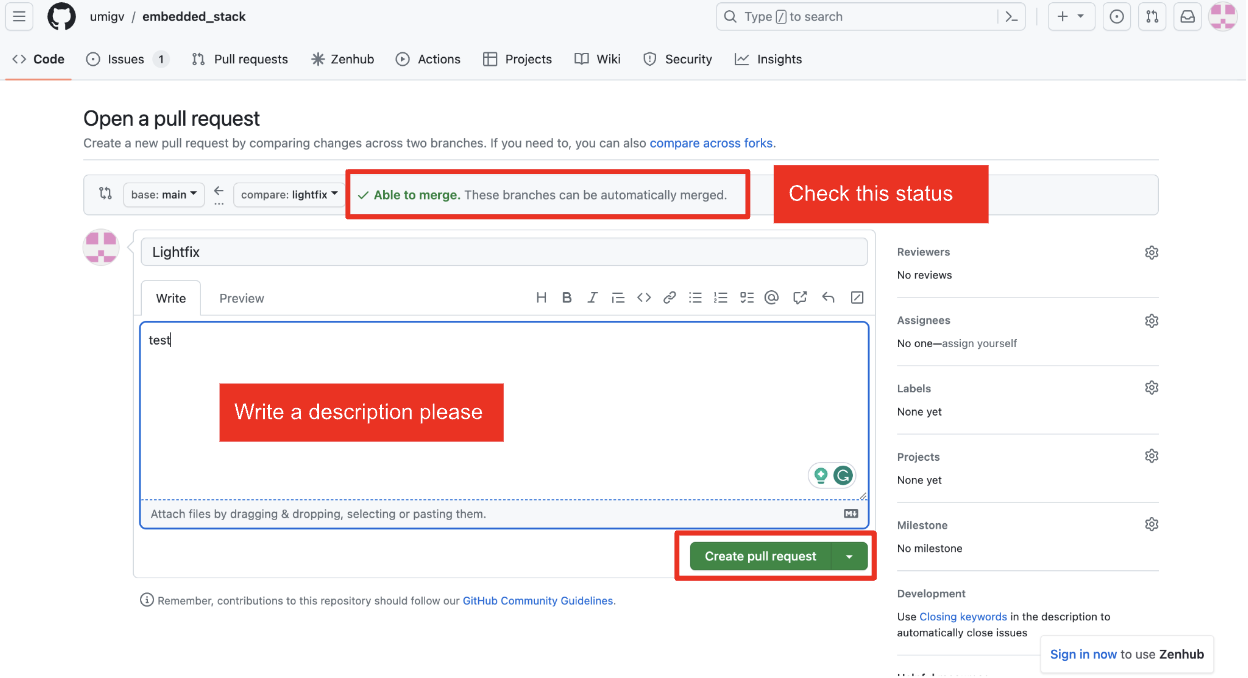 umigv / embedded_stack
Type / to search
Code
Issues 1
Pull requests
Zenhub
Actions
Projects
Wiki
Security
Insights
Open a pull request
Create a new pull request by comparing changes across two branches. If you need to, you can also compare across forks.
base: main
compare: lightfix
Able to merge. These branches can be automatically merged.
Check this status
Lightfix
Write
Preview
test
Write a description please
Attach files by dragging & dropping, selecting or pasting them.
Create pull request
Remember, contributions to this repository should follow our GitHub Community Guidelines.
Reviewers
No reviews
Assignees
No one—assign yourself
Labels
None yet
Projects
None yet
Milestone
No milestone
Development
Use Closing keywords in the description to
automatically close issues
Sign in now to use Zenhub